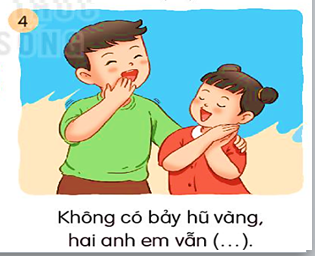 4
Không có bảy hũ vàng,
hai anh em vẫn (...).